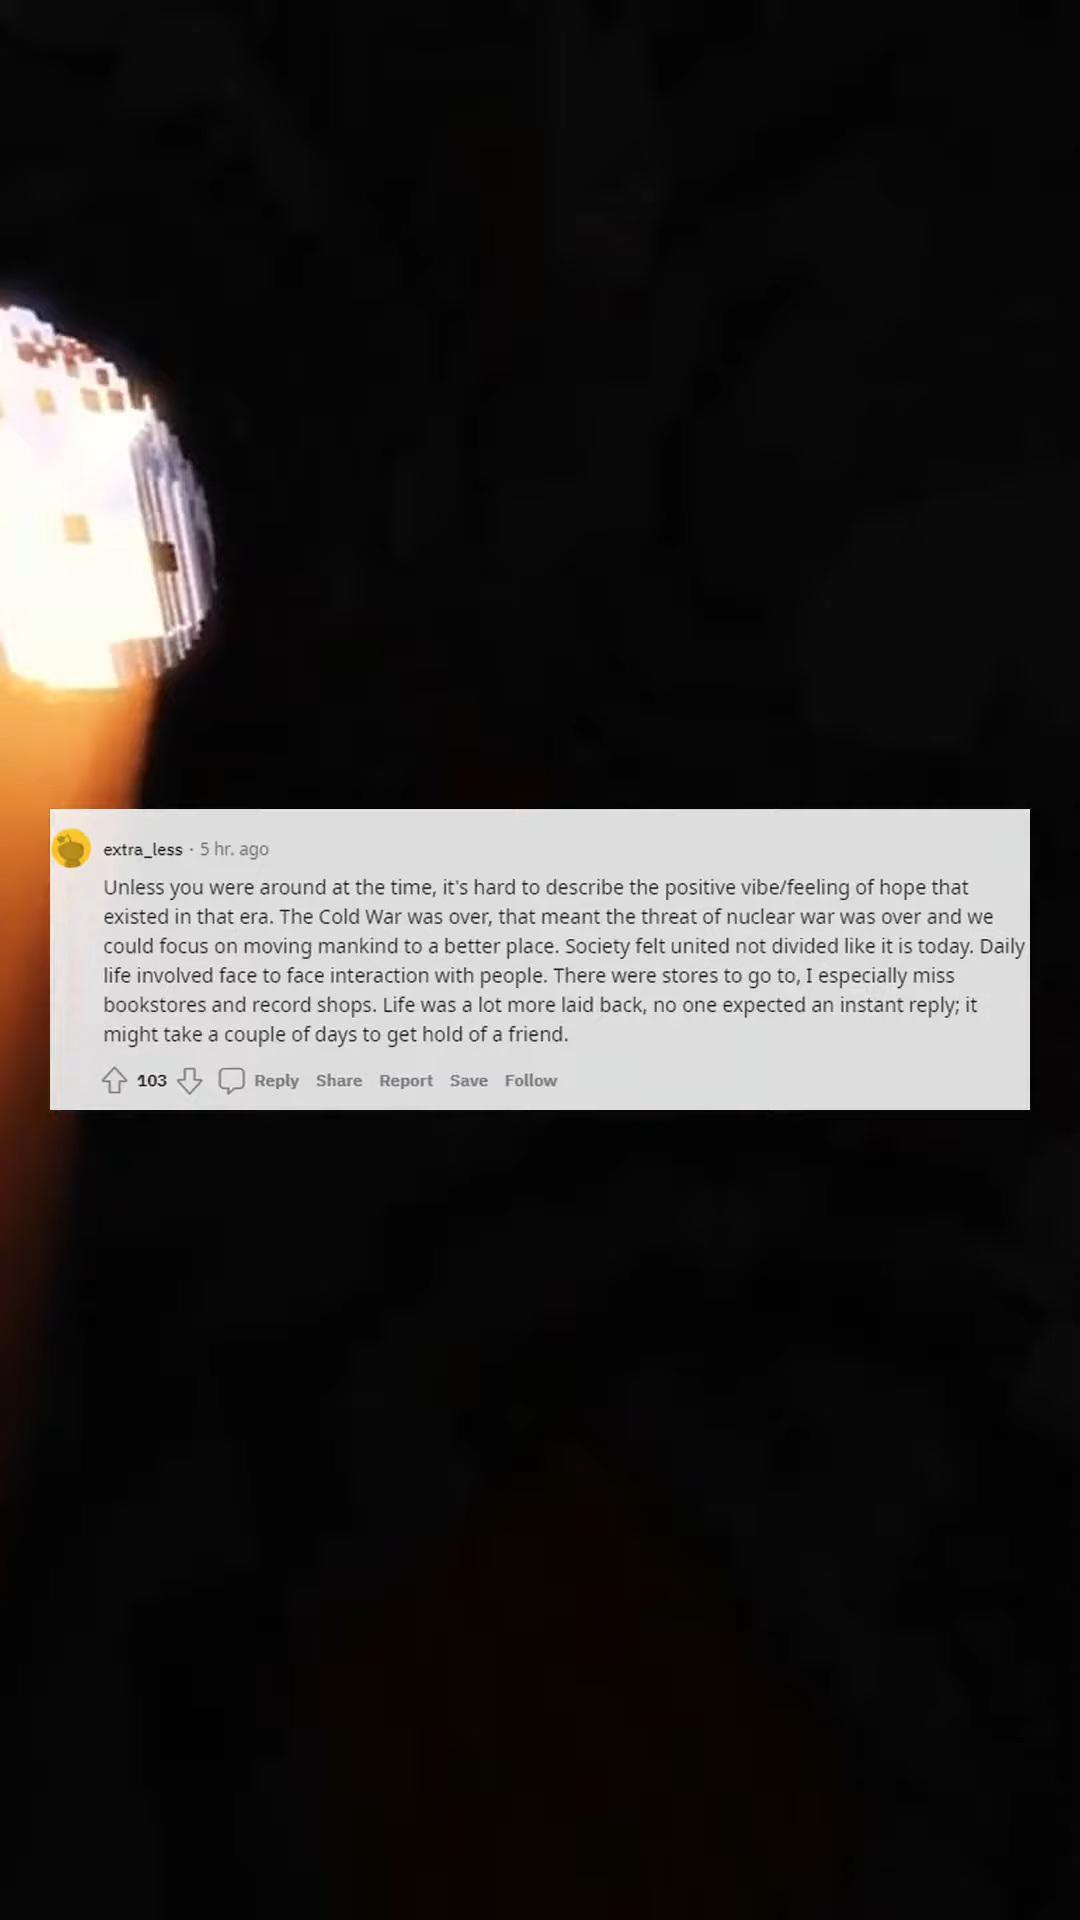 extra_less · 5 hr. ago
Unless you were around at the time, it's hard to describe the positive vibe/feeling of hope that
existed in that era. The Cold War was over, that meant the threat of nuclear war was over and we
could focus on moving mankind to a better place. Society felt united not divided like it is today. Daily
life involved face to face interaction with people. There were stores to go to, I especially miss
bookstores and record shops. Life was a lot more laid back, no one expected an instant reply; it
might take a couple of days to get hold of a friend.
103 Reply Share Report Save Follow